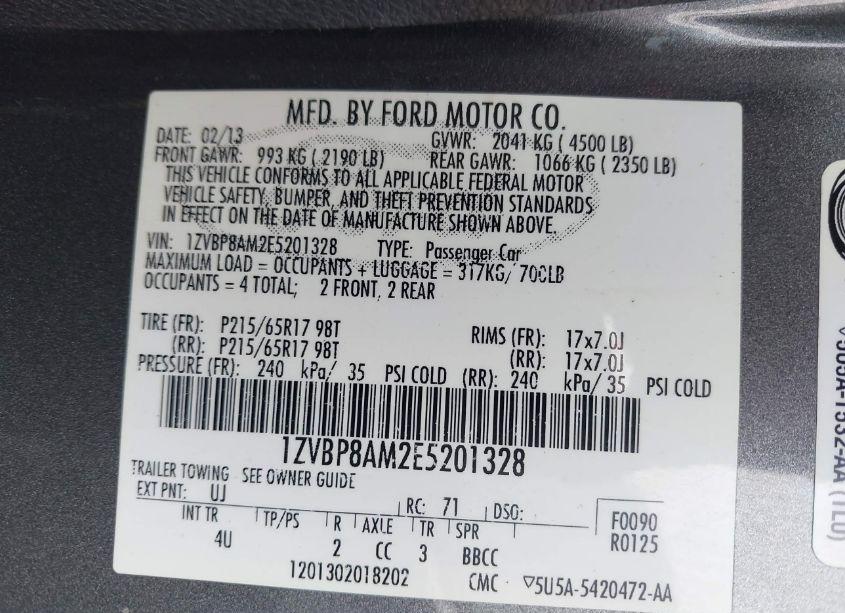 MFD. BY FORD MOTOR CO.
DATE: 02/13 GVWR: 2041 KG ( 4500 LB)
FRONT GAWR: 993 KG ( 2190 LB) REAR GAWR: 1066 KG ( 2350 LB)
THIS VEHICLE CONFORMS TO ALL APPLICABLE FEDERAL MOTOR
VEHICLE SAFETY, BUMPER, AND THEFT PREVENTION STANDARDS
IN EFFECT ON THE DATE OF MANUFACTURE SHOWN ABOVE.
VIN: 1ZVBP8AM2E5201328 TYPE: Passenger Car
MAXIMUM LOAD = OCCUPANTS + LUGGAGE = 317KG/ 700LB
OCCUPANTS = 4 TOTAL; 2 FRONT, 2 REAR
TIRE (FR): P215/65R17 98T RIMS (FR): 17x7.0J
(RR): P215/65R17 98T (RR): 17x7.0J
PRESSURE (FR): 240 kPa/ 35 PSI COLD (RR): 240 kPa/ 35 PSI COLD
1ZVBP8AM2E5201328
TRAILER TOWING SEE OWNER GUIDE
EXT PNT: UJ RC: 71 DSO: F0090
INT TR TP/PS R AXLE TR SPR R0125
4U 2 CC 3 BBCC
1201302018202 CMC ▽5U5A-5420472-AA